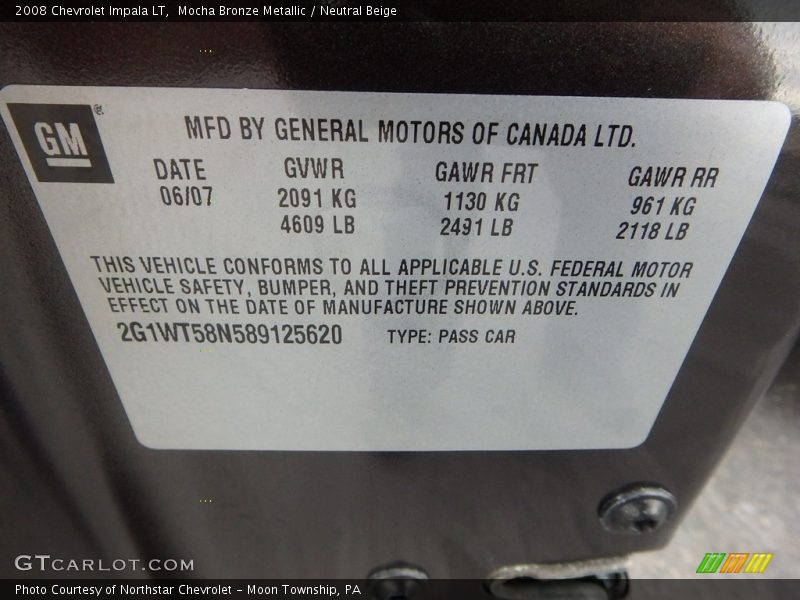 2008 Chevrolet Impala LT,  Mocha Bronze Metallic / Neutral Beige
GM®
MFD BY GENERAL MOTORS OF CANADA LTD.
DATE GVWR GAWR FRT GAWR RR
06/07 2091 KG 1130 KG 961 KG
4609 LB 2491 LB 2118 LB
THIS VEHICLE CONFORMS TO ALL APPLICABLE U.S. FEDERAL MOTOR
VEHICLE SAFETY, BUMPER, AND THEFT PREVENTION STANDARDS IN
EFFECT ON THE DATE OF MANUFACTURE SHOWN ABOVE.
2G1WT58N589125620 TYPE: PASS CAR
GTCARLOT.COM
Photo Courtesy of Northstar Chevrolet – Moon Township, PA